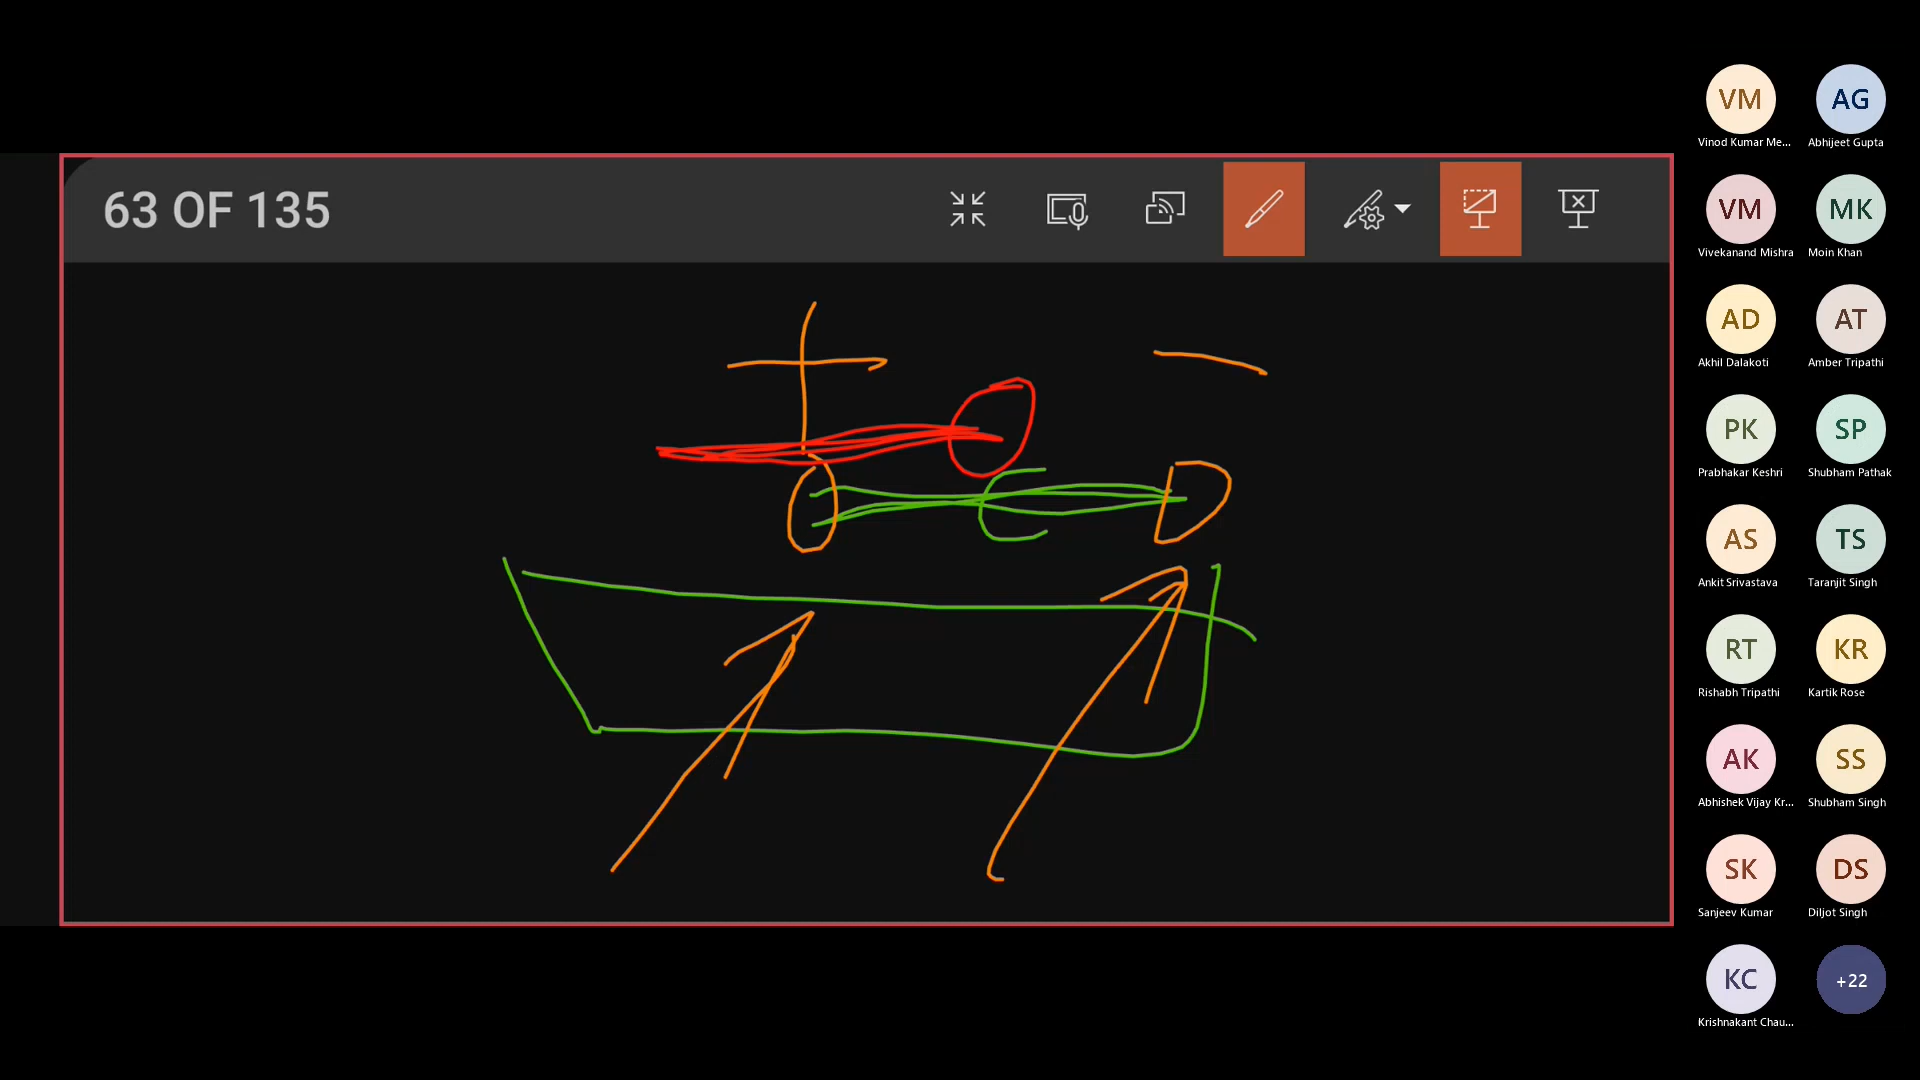 63 OF 135
VM AG
Vinod Kumar Me... Abhijeet Gupta
VM MK
Vivekanand Mishra Moin Khan
AD AT
Akhil Dalakoti Amber Tripathi
PK SP
Prabhakar Keshri Shubham Pathak
AS TS
Ankit Srivastava Taranjit Singh
RT KR
Rishabh Tripathi Kartik Rose
AK SS
Abhishek Vijay Kr... Shubham Singh
SK DS
Sanjeev Kumar Diljot Singh
KC +22
Krishnakant Chau...